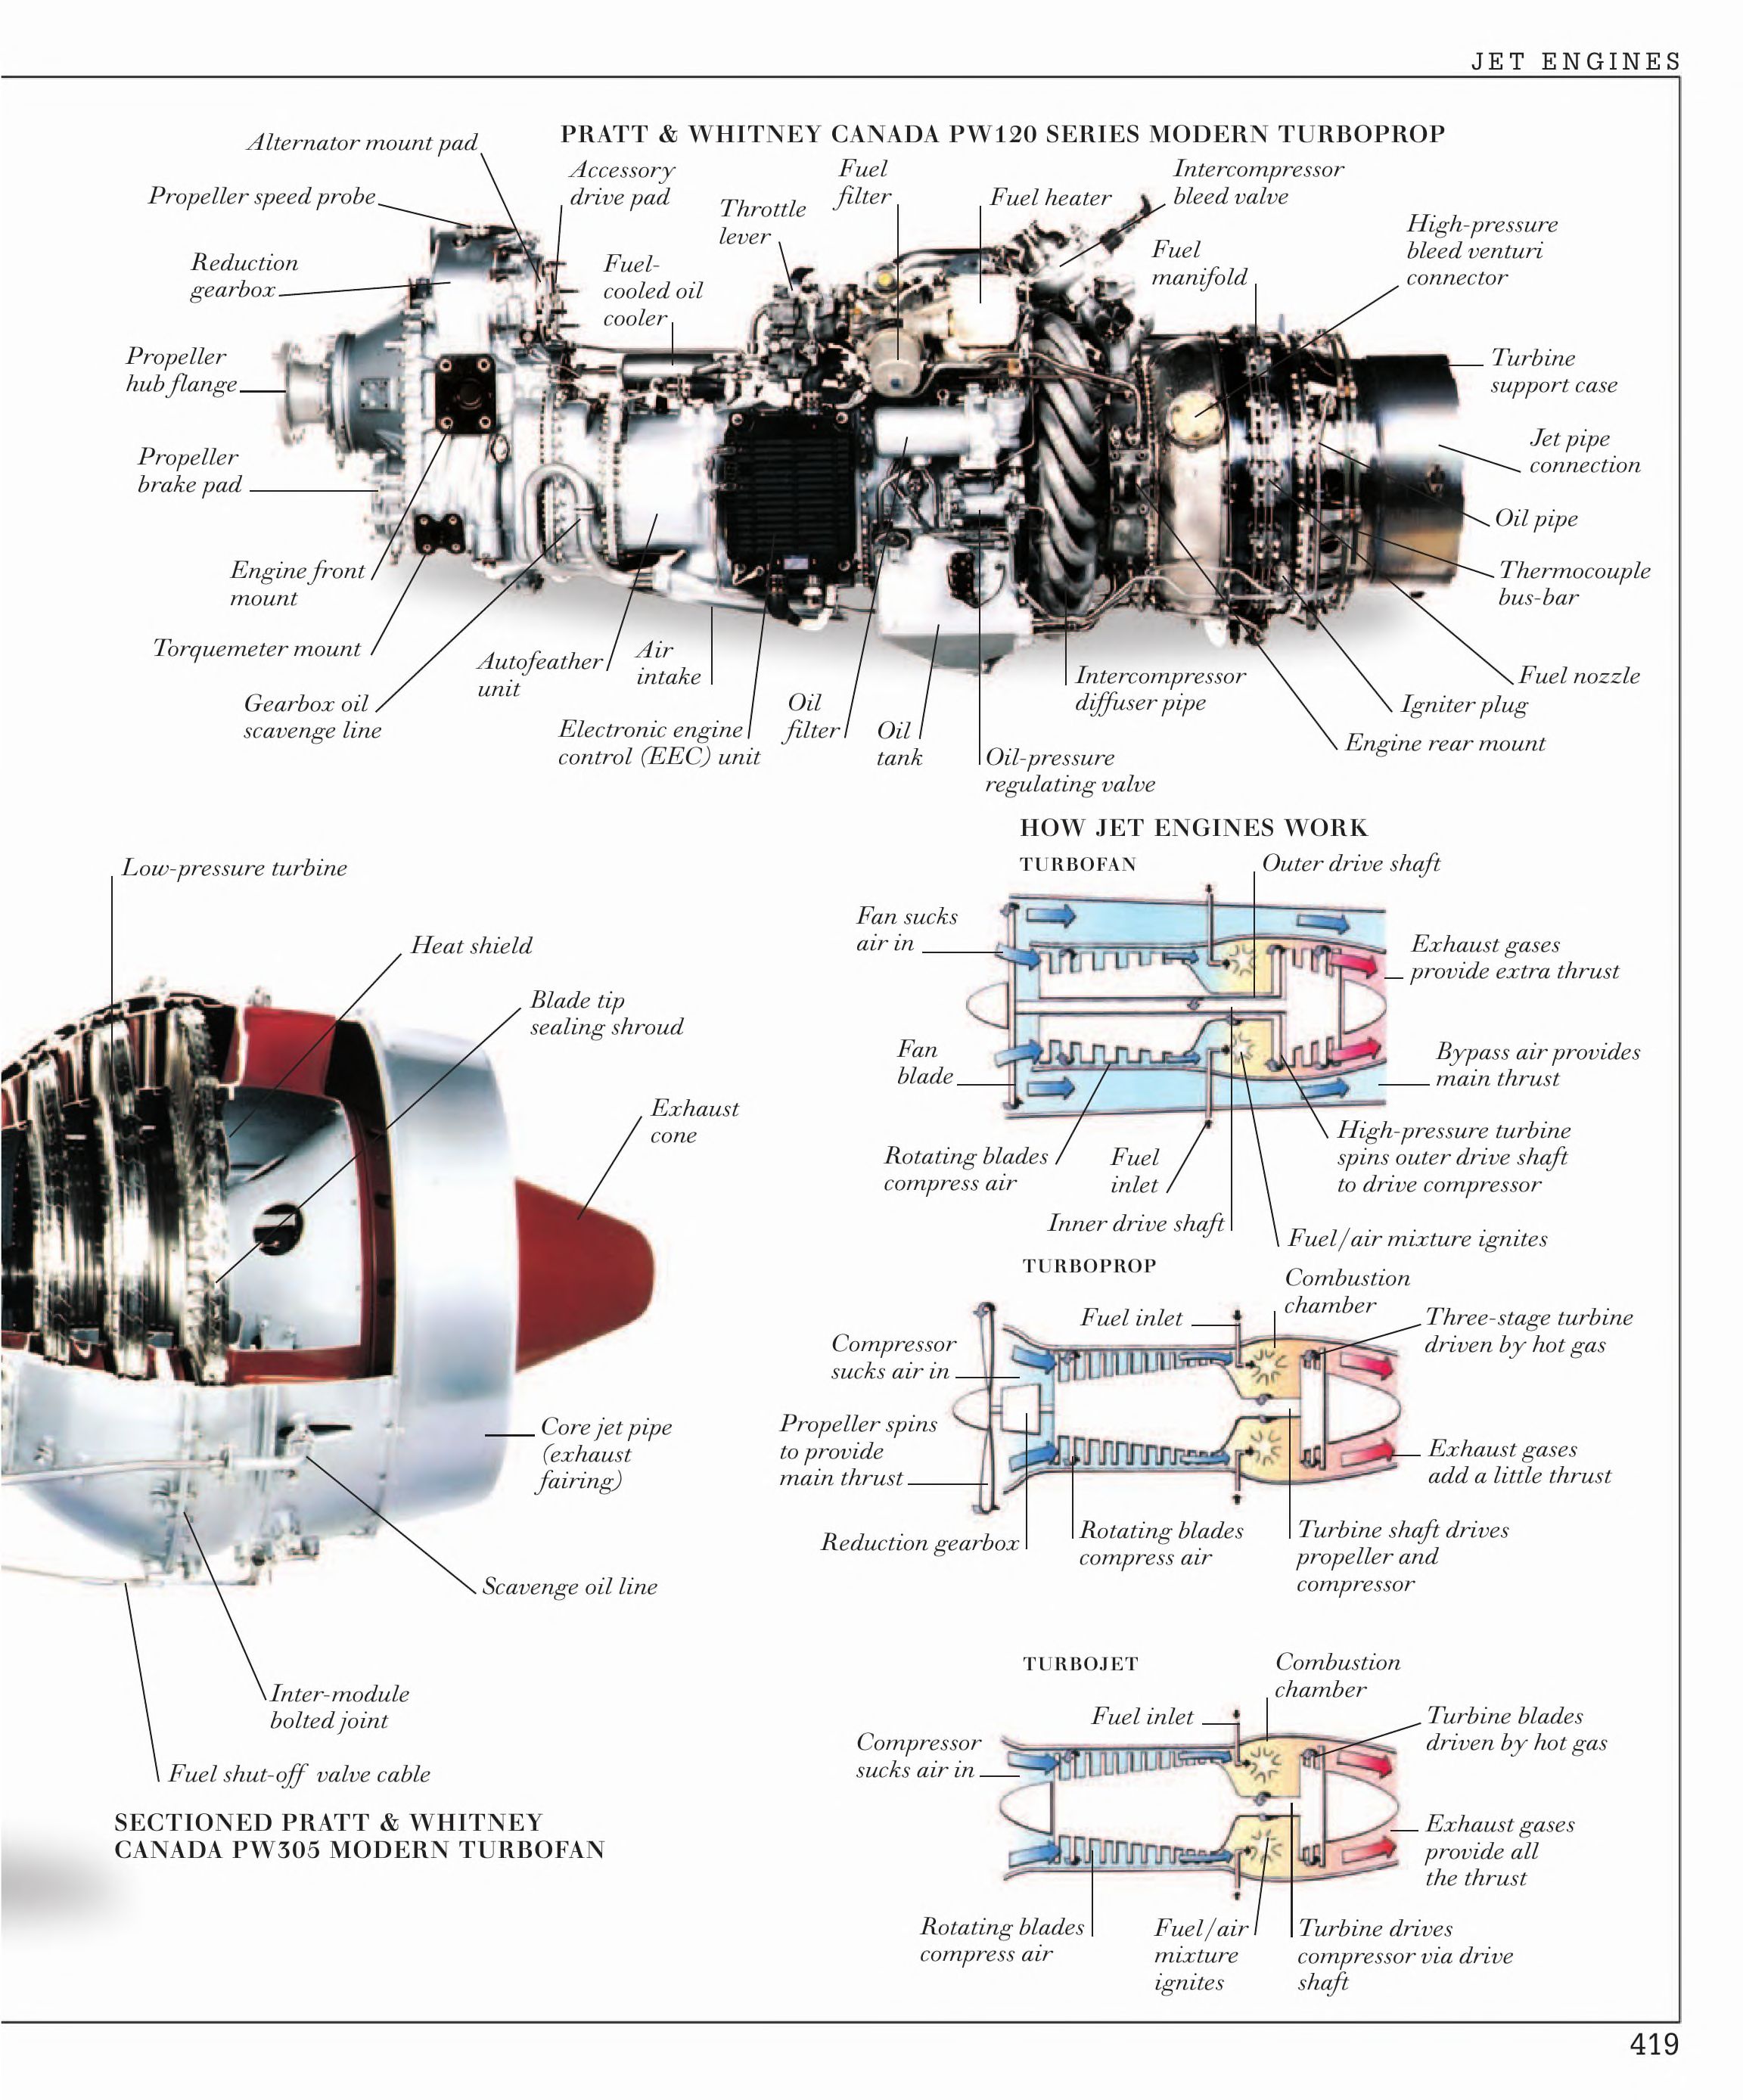 JET ENGINES
PRATT & WHITNEY CANADA PW120 SERIES MODERN TURBOPROP
Alternator mount pad
Propeller speed probe
Reduction
gearbox
Propeller
hub flange
Propeller
brake pad
Engine front
mount
Torquemeter mount
Gearbox oil
scavenge line
Accessory
drive pad
Fuel-
cooled oil
cooler
Throttle
lever
Fuel
filter
Fuel heater
Intercompressor
bleed valve
Fuel
manifold
High-pressure
bleed venturi
connector
Turbine
support case
Jet pipe
connection
Oil pipe
Thermocouple
bus-bar
Fuel nozzle
Igniter plug
Engine rear mount
Autofeather
unit
Air
intake
Electronic engine
control (EEC) unit
Oil
filter
Oil
tank
Intercompressor
diffuser pipe
Oil-pressure
regulating valve
Low-pressure turbine
Heat shield
Blade tip
sealing shroud
Exhaust
cone
Core jet pipe
(exhaust
fairing)
Scavenge oil line
Inter-module
bolted joint
Fuel shut-off valve cable
SECTIONED PRATT & WHITNEY
CANADA PW305 MODERN TURBOFAN
HOW JET ENGINES WORK
TURBOFAN
Outer drive shaft
Fan sucks
air in
Exhaust gases
provide extra thrust
Fan
blade
Bypass air provides
main thrust
Rotating blades
compress air
Fuel
inlet
High-pressure turbine
spins outer drive shaft
to drive compressor
Inner drive shaft
Fuel/air mixture ignites
TURBOPROP
Combustion
chamber
Fuel inlet
Three-stage turbine
driven by hot gas
Compressor
sucks air in
Propeller spins
to provide
main thrust
Exhaust gases
add a little thrust
Reduction gearbox
Rotating blades
compress air
Turbine shaft drives
propeller and
compressor
TURBOJET
Combustion
chamber
Fuel inlet
Turbine blades
driven by hot gas
Compressor
sucks air in
Exhaust gases
provide all
the thrust
Rotating blades
compress air
Fuel/air
mixture
ignites
Turbine drives
compressor via drive
shaft
419